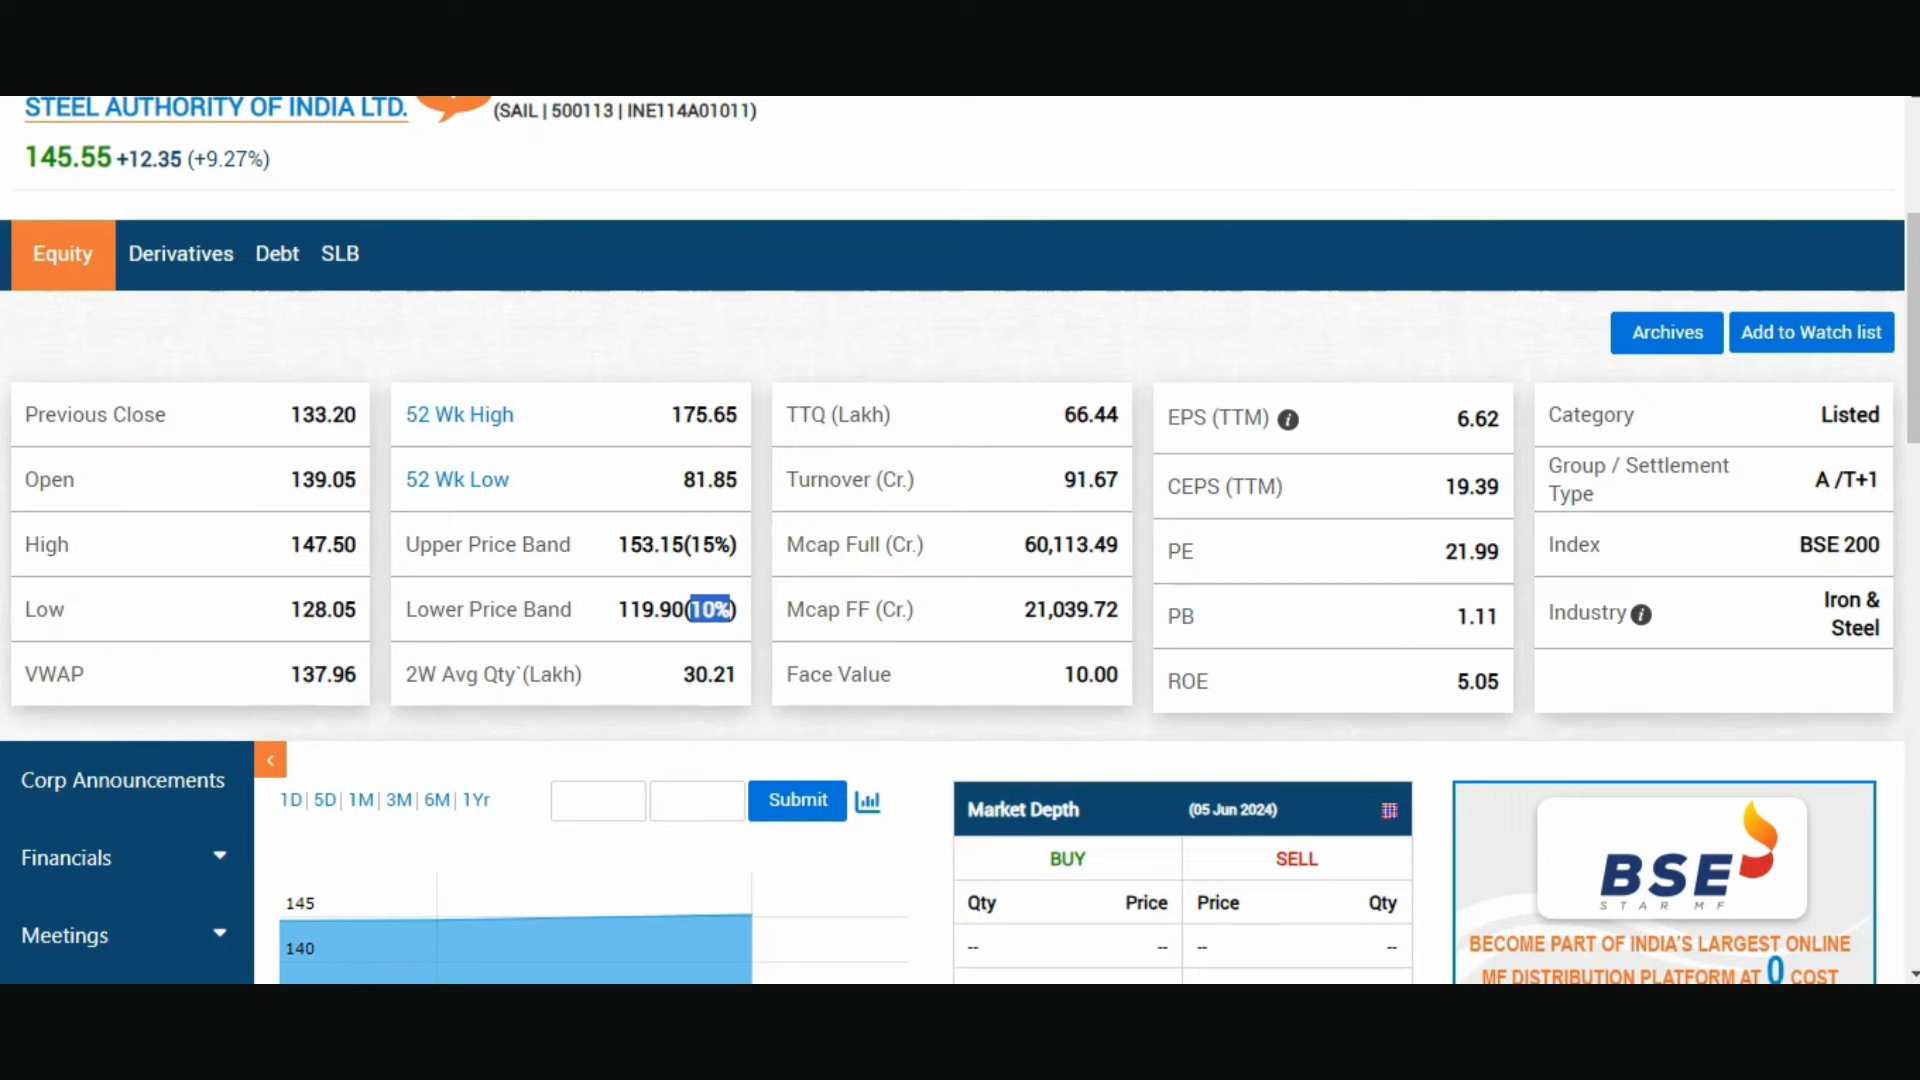 STEEL AUTHORITY OF INDIA LTD.
(SAIL | 500113 | INE114A01011)
145.55 +12.35 (+9.27%)
Equity Derivatives Debt SLB
Archives Add to Watch list
Previous Close 133.20
Open 139.05
High 147.50
Low 128.05
VWAP 137.96
52 Wk High 175.65
52 Wk Low 81.85
Upper Price Band 153.15(15%)
Lower Price Band 119.90(10%)
2W Avg Qty`(Lakh) 30.21
TTQ (Lakh) 66.44
Turnover (Cr.) 91.67
Mcap Full (Cr.) 60,113.49
Mcap FF (Cr.) 21,039.72
Face Value 10.00
EPS (TTM) i 6.62
CEPS (TTM) 19.39
PE 21.99
PB 1.11
ROE 5.05
Category Listed
Group / Settlement
Type A /T+1
Index BSE 200
Industry i Iron &
Steel
Corp Announcements
Financials
Meetings
1D| 5D| 1M| 3M| 6M| 1Yr
Submit
145
140
Market Depth (05 Jun 2024)
BUY SELL
Qty Price Price Qty
-- -- -- --
BSE
STAR MF
BECOME PART OF INDIA'S LARGEST ONLINE
MF DISTRIBUTION PLATFORM AT 0 COST